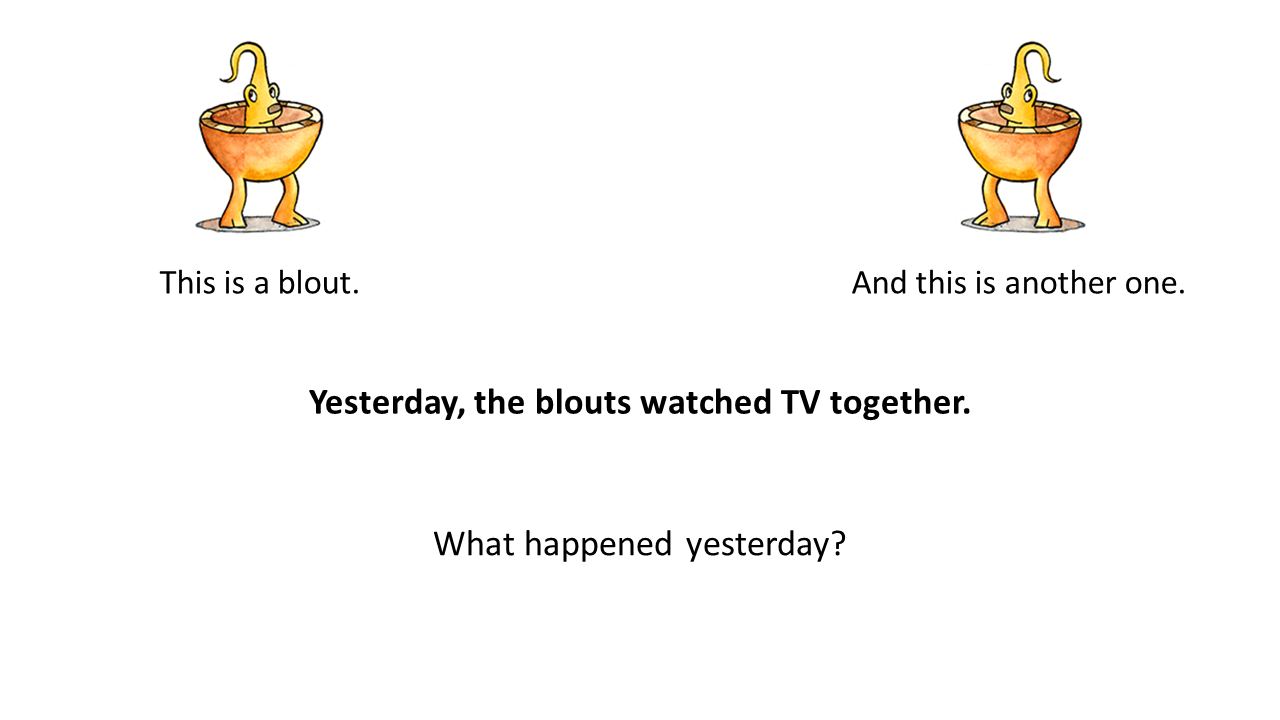 This is a blout.
And this is another one.
Yesterday, the blouts watched TV together.
What happened yesterday?